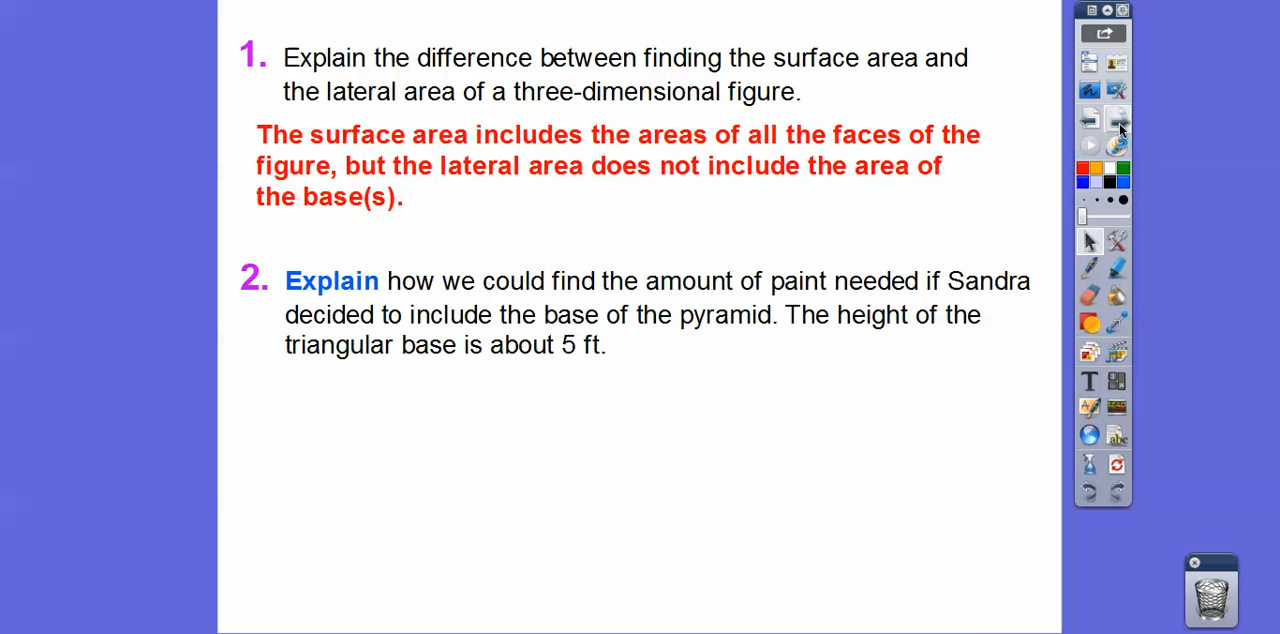 1. Explain the difference between finding the surface area and
the lateral area of a three-dimensional figure.
The surface area includes the areas of all the faces of the
figure, but the lateral area does not include the area of
the base(s).
2. Explain how we could find the amount of paint needed if Sandra
decided to include the base of the pyramid. The height of the
triangular base is about 5 ft.